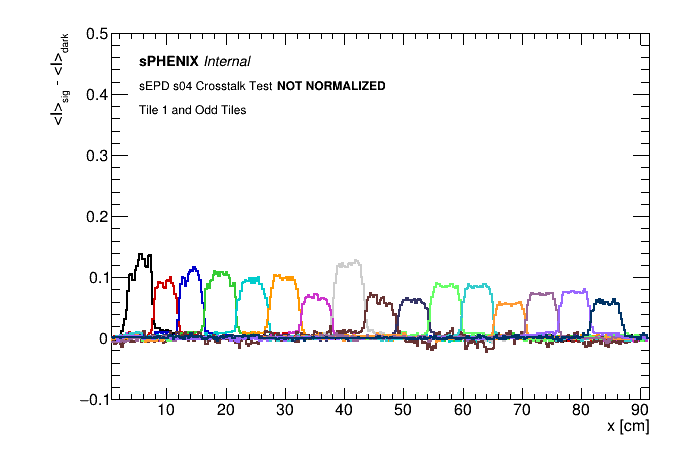 <I>sig - <I>dark
0.5
0.4
0.3
0.2
0.1
0
−0.1
sPHENIX Internal
sEPD s04 Crosstalk Test NOT NORMALIZED
Tile 1 and Odd Tiles
10 20 30 40 50 60 70 80 90
x [cm]